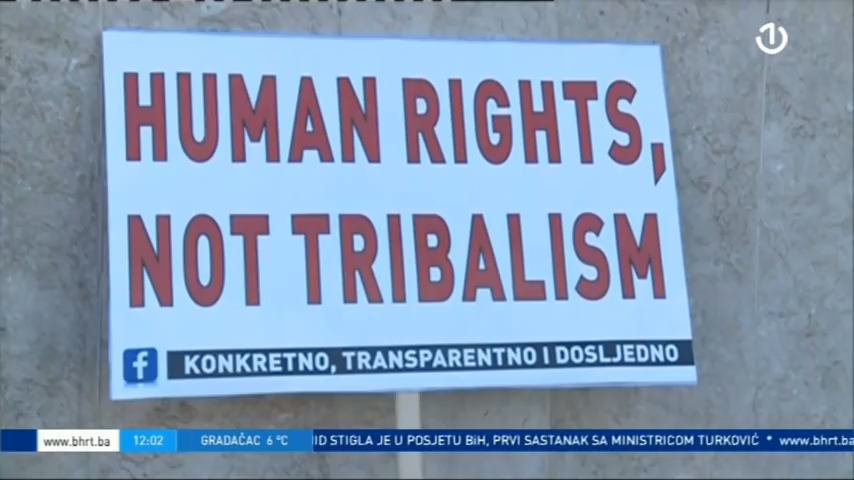 HUMAN RIGHTS,
NOT TRIBALISM
f KONKRETNO, TRANSPARENTNO I DOSLJEDNO
www.bhrt.ba 12:02 GRADAČAC 6 °C STIGLA JE U POSJETU BiH, PRVI SASTANAK SA MINISTRICOM TURKOVIĆ * www.bhrt.ba